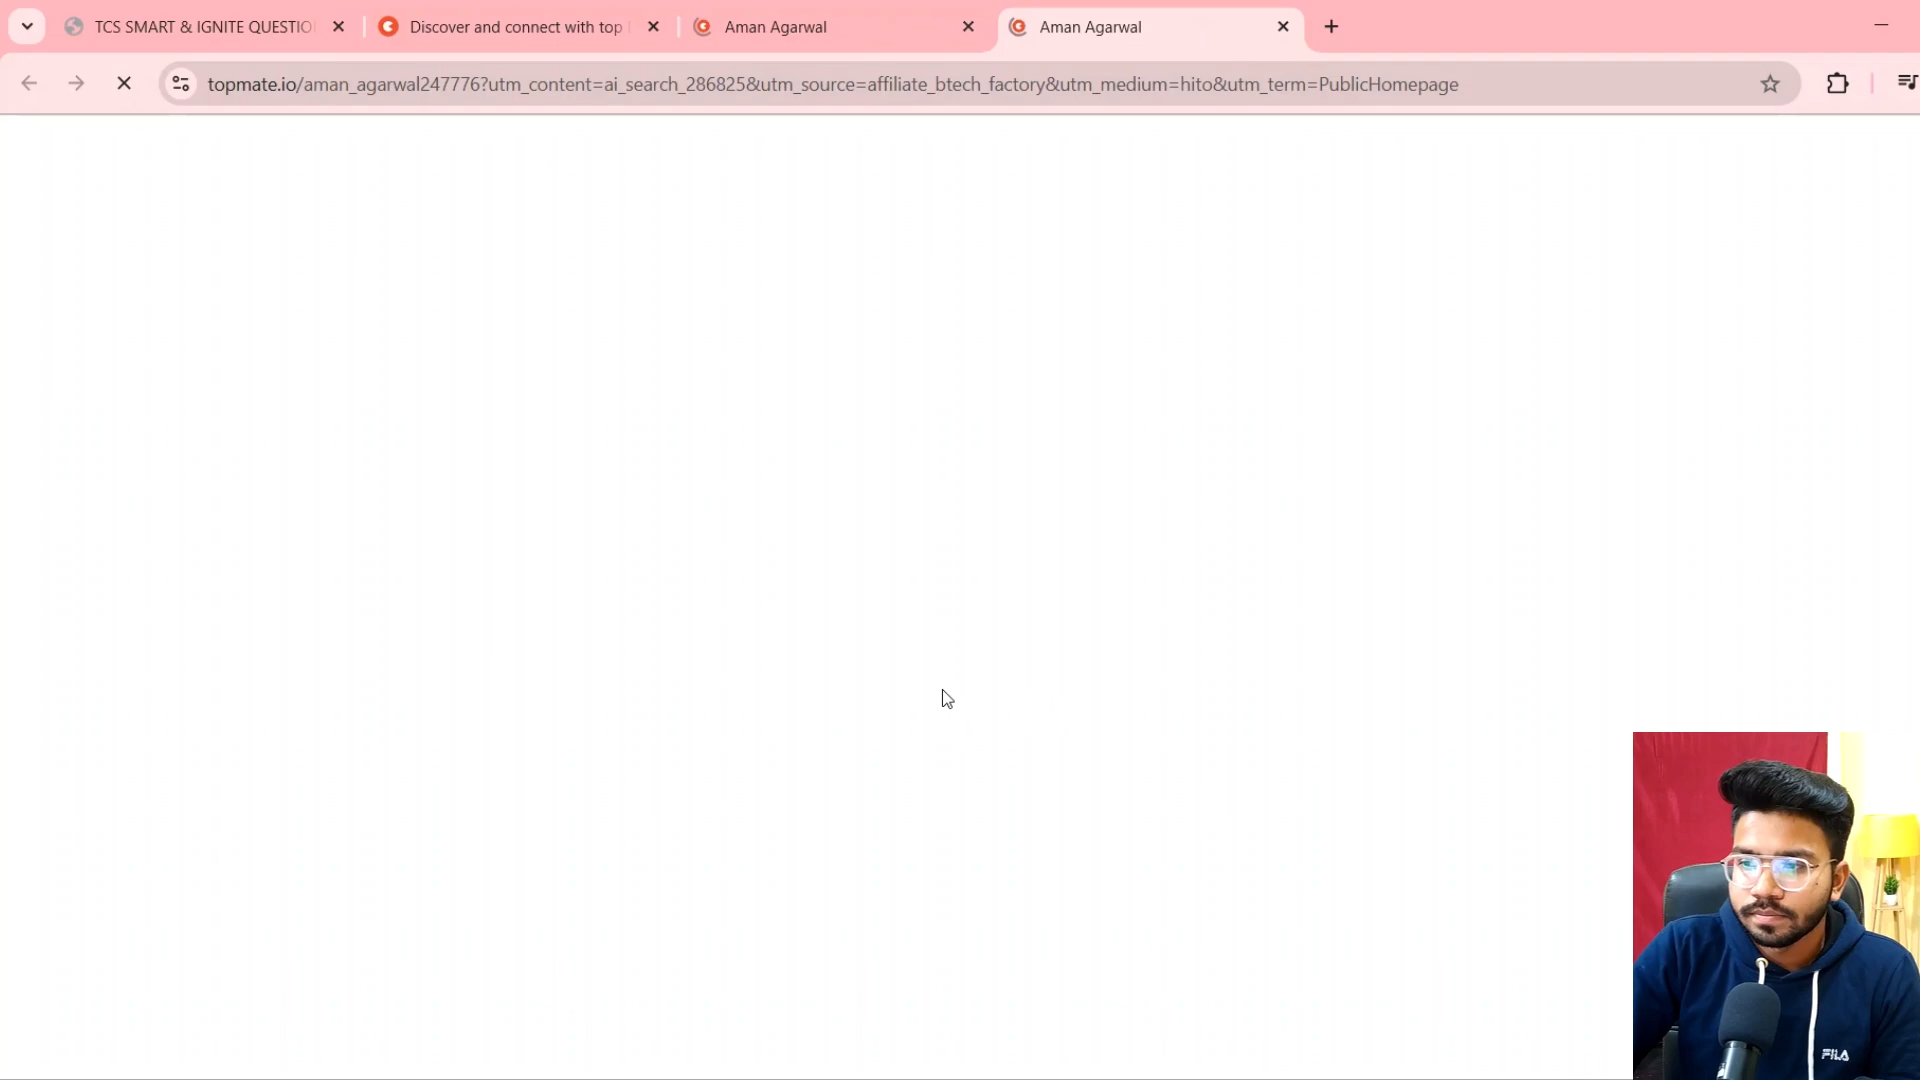 TCS SMART & IGNITE QUESTIO
Discover and connect with top
Aman Agarwal
Aman Agarwal
topmate.io/aman_agarwal247776?utm_content=ai_search_286825&utm_source=affiliate_btech_factory&utm_medium=hito&utm_term=PublicHomepage
FILA